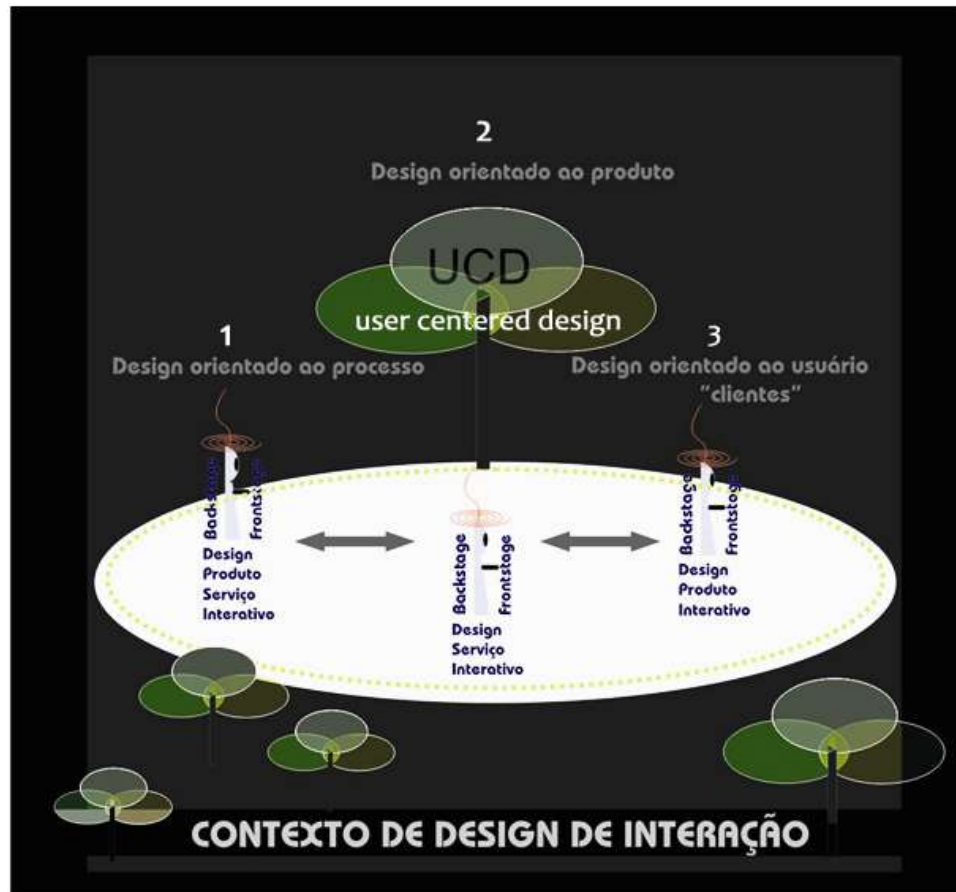 2
Design orientado ao produto
UCD
user centered design
1
Design orientado ao processo
3
Design orientado ao usuário
"clientes"
Backstage
Frontstage
Design
Produto
Serviço
Interativo
Backstage
Frontstage
Design
Serviço
Interativo
Backstage
Frontstage
Design
Produto
Interativo
CONTEXTO DE DESIGN DE INTERAÇÃO